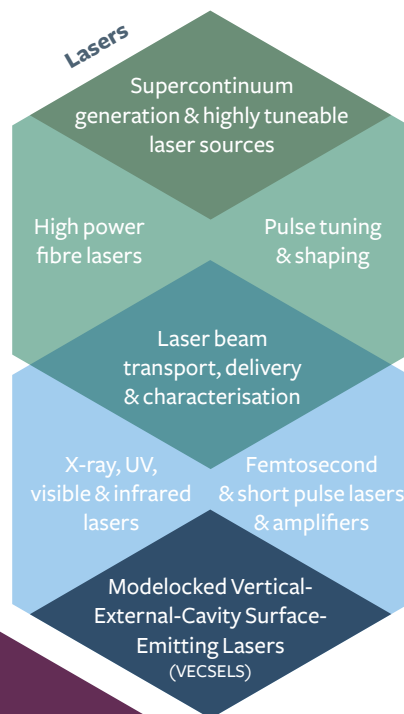 Lasers
Supercontinuum
generation & highly tuneable
laser sources
High power
fibre lasers
Pulse tuning
& shaping
Laser beam
transport, delivery
& characterisation
X-ray, UV,
visible & infrared
lasers
Femtosecond
& short pulse lasers
& amplifiers
Modelocked Vertical-
External-Cavity Surface-
Emitting Lasers
(VECSELS)